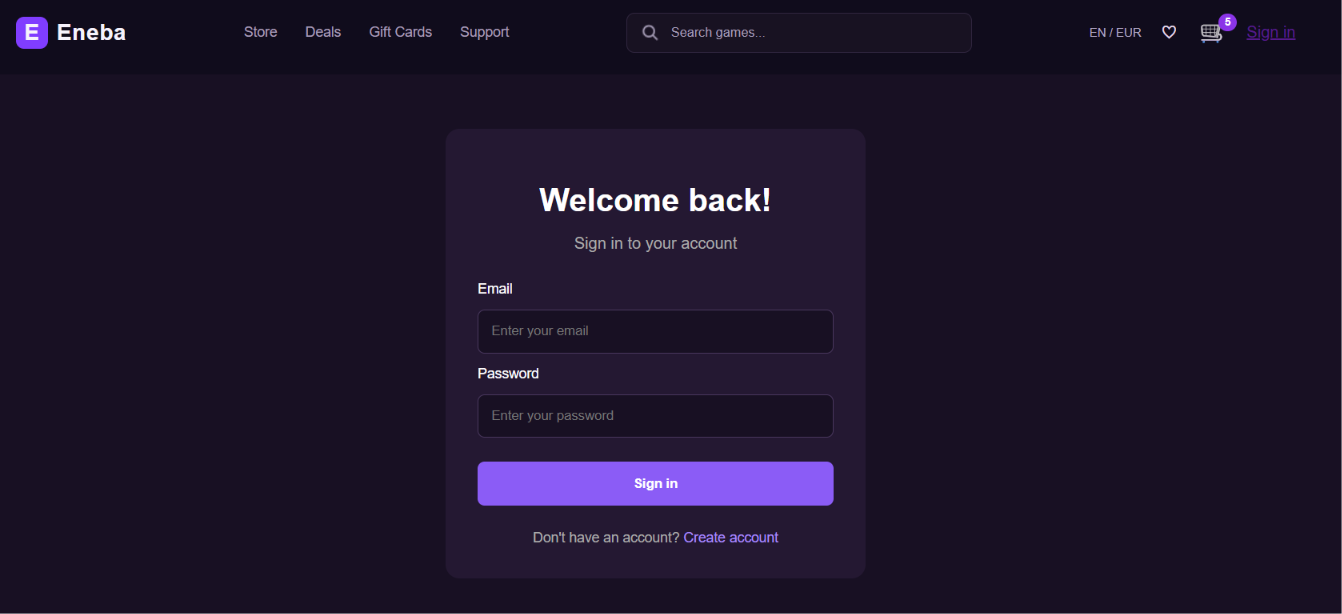 E Eneba Store Deals Gift Cards Support Search games... EN / EUR 5 Sign in
Welcome back!
Sign in to your account
Email
Enter your email
Password
Enter your password
Sign in
Don't have an account? Create account